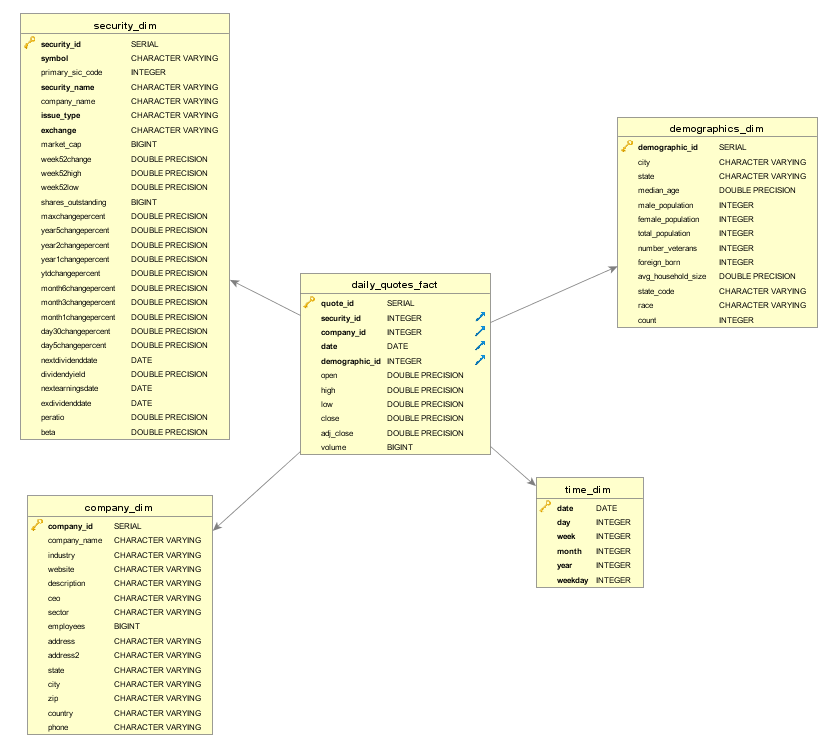 security_dim
security_id SERIAL
symbol CHARACTER VARYING
primary_sic_code INTEGER
security_name CHARACTER VARYING
company_name CHARACTER VARYING
issue_type CHARACTER VARYING
exchange CHARACTER VARYING
market_cap BIGINT
week52change DOUBLE PRECISION
week52high DOUBLE PRECISION
week52low DOUBLE PRECISION
shares_outstanding BIGINT
maxchangepercent DOUBLE PRECISION
year5changepercent DOUBLE PRECISION
year2changepercent DOUBLE PRECISION
year1changepercent DOUBLE PRECISION
ytdchangepercent DOUBLE PRECISION
month6changepercent DOUBLE PRECISION
month3changepercent DOUBLE PRECISION
month1changepercent DOUBLE PRECISION
day30changepercent DOUBLE PRECISION
day5changepercent DOUBLE PRECISION
nextdividenddate DATE
dividendyield DOUBLE PRECISION
nextearningsdate DATE
exdividenddate DATE
peratio DOUBLE PRECISION
beta DOUBLE PRECISION
demographics_dim
demographic_id SERIAL
city CHARACTER VARYING
state CHARACTER VARYING
median_age DOUBLE PRECISION
male_population INTEGER
female_population INTEGER
total_population INTEGER
number_veterans INTEGER
foreign_born INTEGER
avg_household_size DOUBLE PRECISION
state_code CHARACTER VARYING
race CHARACTER VARYING
count INTEGER
daily_quotes_fact
quote_id SERIAL
security_id INTEGER
company_id INTEGER
date DATE
demographic_id INTEGER
open DOUBLE PRECISION
high DOUBLE PRECISION
low DOUBLE PRECISION
close DOUBLE PRECISION
adj_close DOUBLE PRECISION
volume BIGINT
company_dim
company_id SERIAL
company_name CHARACTER VARYING
industry CHARACTER VARYING
website CHARACTER VARYING
description CHARACTER VARYING
ceo CHARACTER VARYING
sector CHARACTER VARYING
employees BIGINT
address CHARACTER VARYING
address2 CHARACTER VARYING
state CHARACTER VARYING
city CHARACTER VARYING
zip CHARACTER VARYING
country CHARACTER VARYING
phone CHARACTER VARYING
time_dim
date DATE
day INTEGER
week INTEGER
month INTEGER
year INTEGER
weekday INTEGER